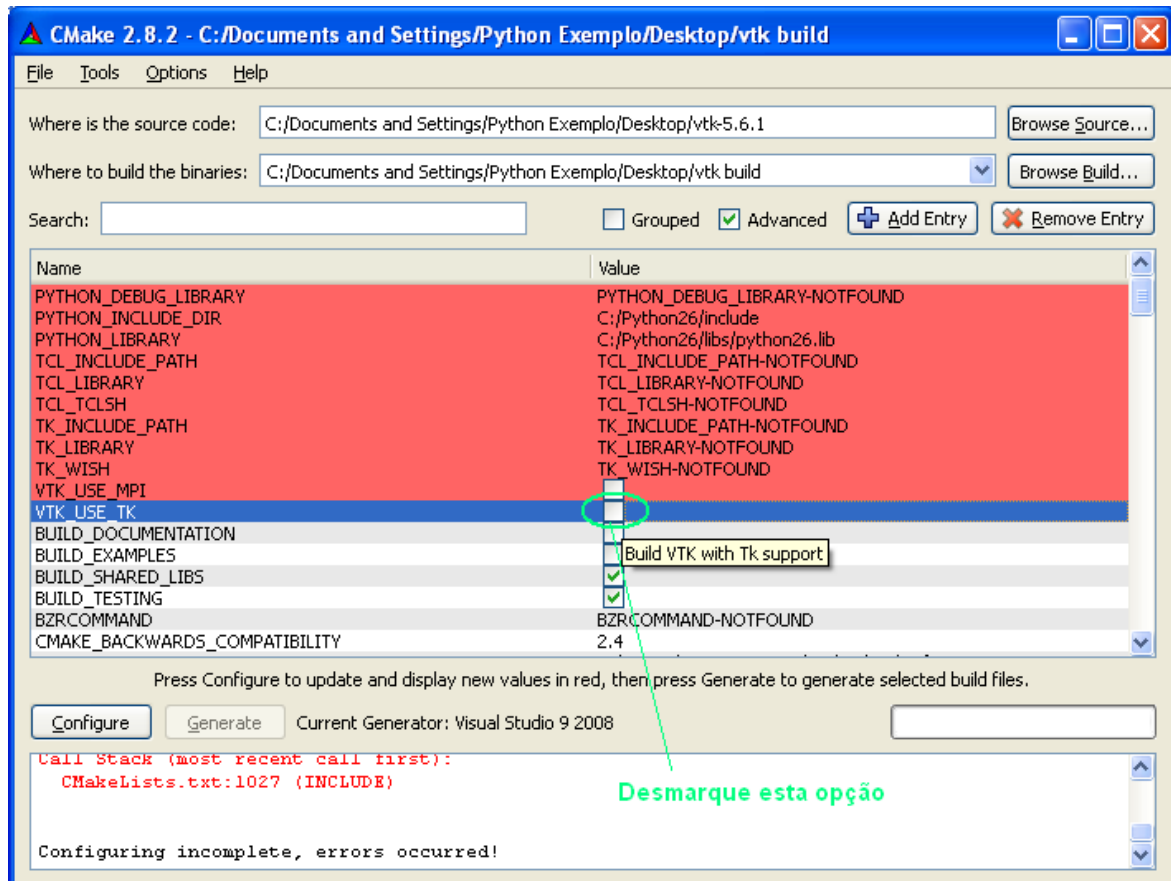 CMake 2.8.2 - C:/Documents and Settings/Python Exemplo/Desktop/vtk build
File Tools Options Help
Where is the source code: C:/Documents and Settings/Python Exemplo/Desktop/vtk-5.6.1 Browse Source...
Where to build the binaries: C:/Documents and Settings/Python Exemplo/Desktop/vtk build Browse Build...
Search: Grouped Advanced Add Entry Remove Entry
Name Value
PYTHON_DEBUG_LIBRARY PYTHON_DEBUG_LIBRARY-NOTFOUND
PYTHON_INCLUDE_DIR C:/Python26/include
PYTHON_LIBRARY C:/Python26/libs/python26.lib
TCL_INCLUDE_PATH TCL_INCLUDE_PATH-NOTFOUND
TCL_LIBRARY TCL_LIBRARY-NOTFOUND
TCL_TCLSH TCL_TCLSH-NOTFOUND
TK_INCLUDE_PATH TK_INCLUDE_PATH-NOTFOUND
TK_LIBRARY TK_LIBRARY-NOTFOUND
TK_WISH TK_WISH-NOTFOUND
VTK_USE_MPI
VTK_USE_TK
BUILD_DOCUMENTATION
BUILD_EXAMPLES Build VTK with Tk support
BUILD_SHARED_LIBS
BUILD_TESTING
BZRCOMMAND BZRCOMMAND-NOTFOUND
CMAKE_BACKWARDS_COMPATIBILITY 2.4
Press Configure to update and display new values in red, then press Generate to generate selected build files.
Configure Generate Current Generator: Visual Studio 9 2008
Call Stack (most recent call first):
CMakeLists.txt:1027 (INCLUDE)
Desmarque esta opção
Configuring incomplete, errors occurred!